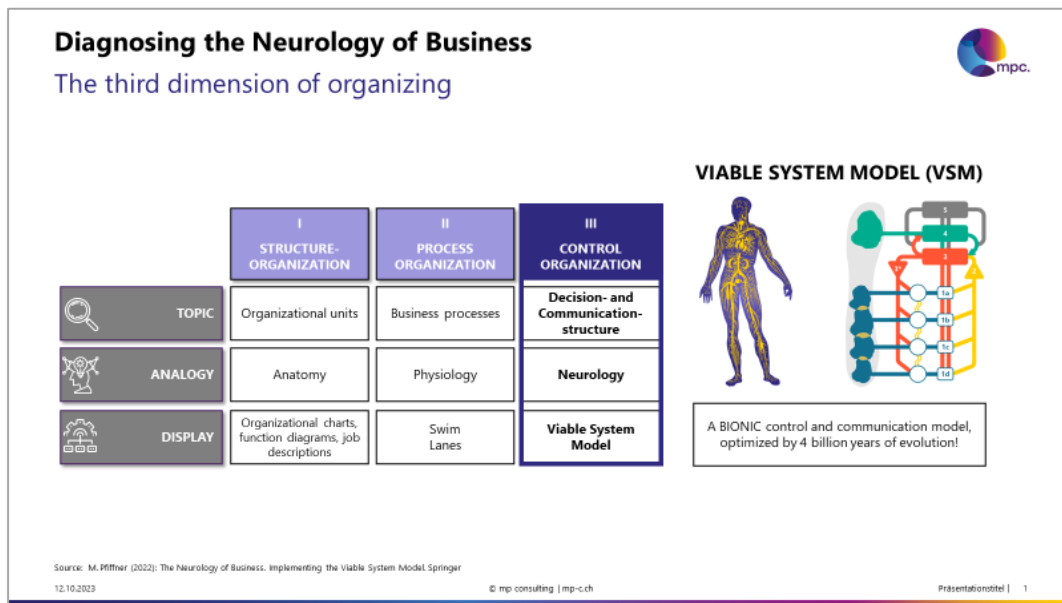 Diagnosing the Neurology of Business
The third dimension of organizing
mpc.
VIABLE SYSTEM MODEL (VSM)
I
STRUCTURE-
ORGANIZATION
II
PROCESS
ORGANIZATION
III
CONTROL
ORGANIZATION
TOPIC
Organizational units
Business processes
Decision- and
Communication-
structure
ANALOGY
Anatomy
Physiology
Neurology
DISPLAY
Organizational charts,
function diagrams, job
descriptions
Swim
Lanes
Viable System
Model
5
4
3
3*
2
1a
1b
1c
1d
A BIONIC control and communication model,
optimized by 4 billion years of evolution!
Source: M. Pfiffner (2022): The Neurology of Business. Implementing the Viable System Model. Springer
12.10.2023
© mp consulting | mp-c.ch
Präsentationstitel | 1